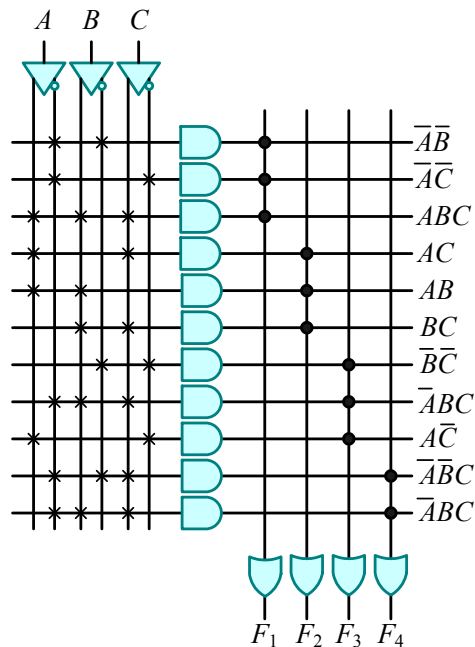 A B C
A̅B̅
A̅C̅
ABC
AC
AB
BC
B̅C̅
A̅BC
AC̅
A̅B̅C
A̅BC
F₁ F₂ F₃ F₄